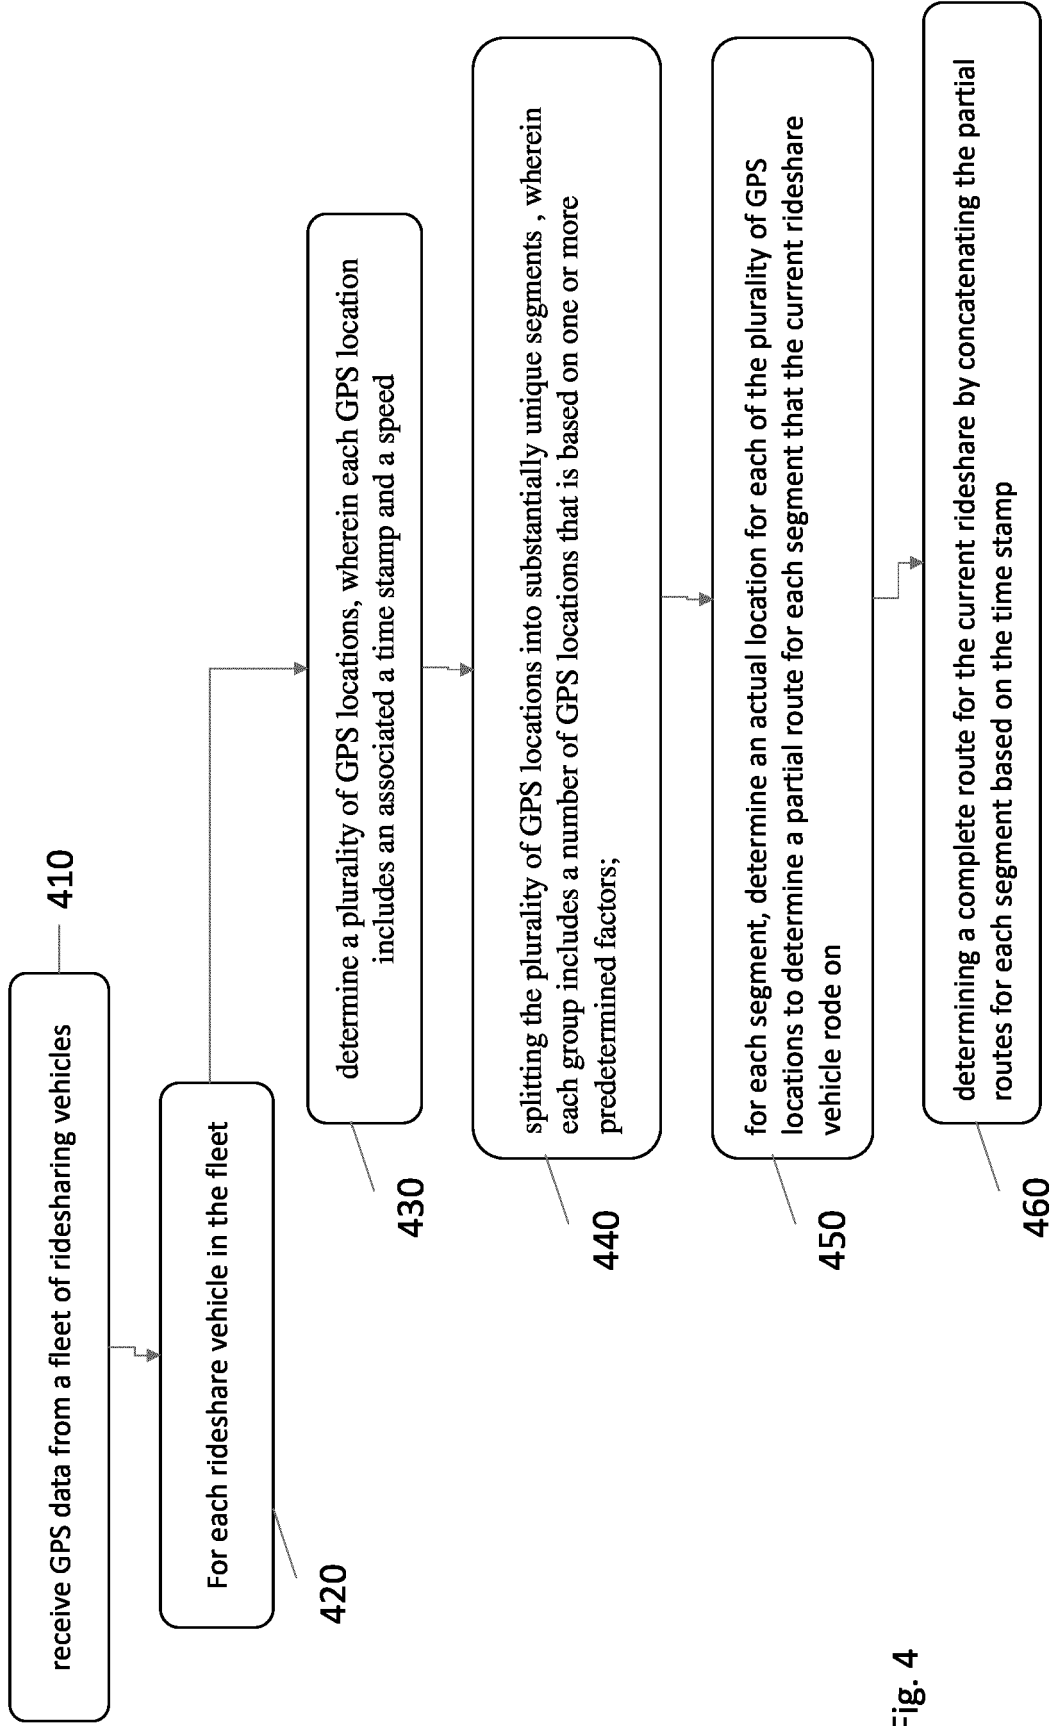 receive GPS data from a fleet of ridesharing vehicles
410
For each rideshare vehicle in the fleet
420
determine a plurality of GPS locations, wherein each GPS location
includes an associated a time stamp and a speed
430
splitting the plurality of GPS locations into substantially unique segments , wherein
each group includes a number of GPS locations that is based on one or more
predetermined factors;
440
for each segment, determine an actual location for each of the plurality of GPS
locations to determine a partial route for each segment that the current rideshare
vehicle rode on
450
determining a complete route for the current rideshare by concatenating the partial
routes for each segment based on the time stamp
460
Fig. 4